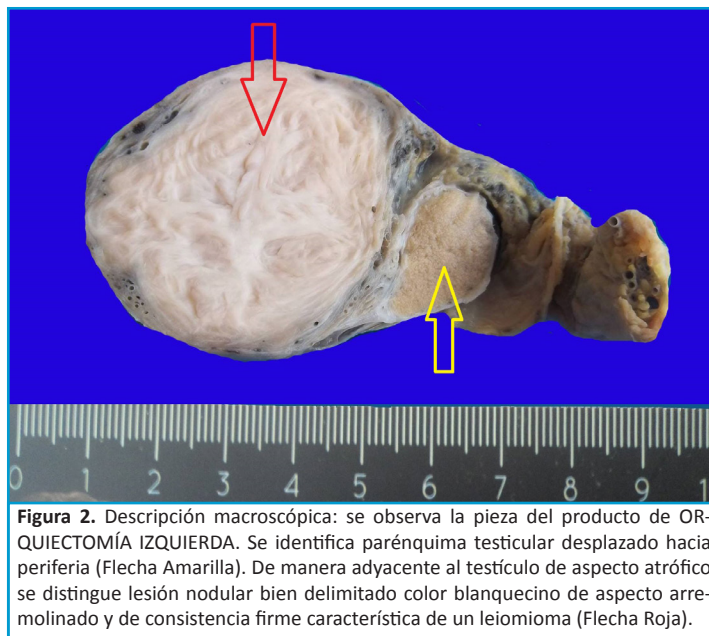 0 1 2 3 4 5 6 7 8 9 1
Figura 2. Descripción macroscópica: se observa la pieza del producto de OR-
QUIECTOMÍA IZQUIERDA. Se identifica parénquima testicular desplazado hacia
periferia (Flecha Amarilla). De manera adyacente al testículo de aspecto atrófico
se distingue lesión nodular bien delimitado color blanquecino de aspecto arre-
molinado y de consistencia firme característica de un leiomioma (Flecha Roja).